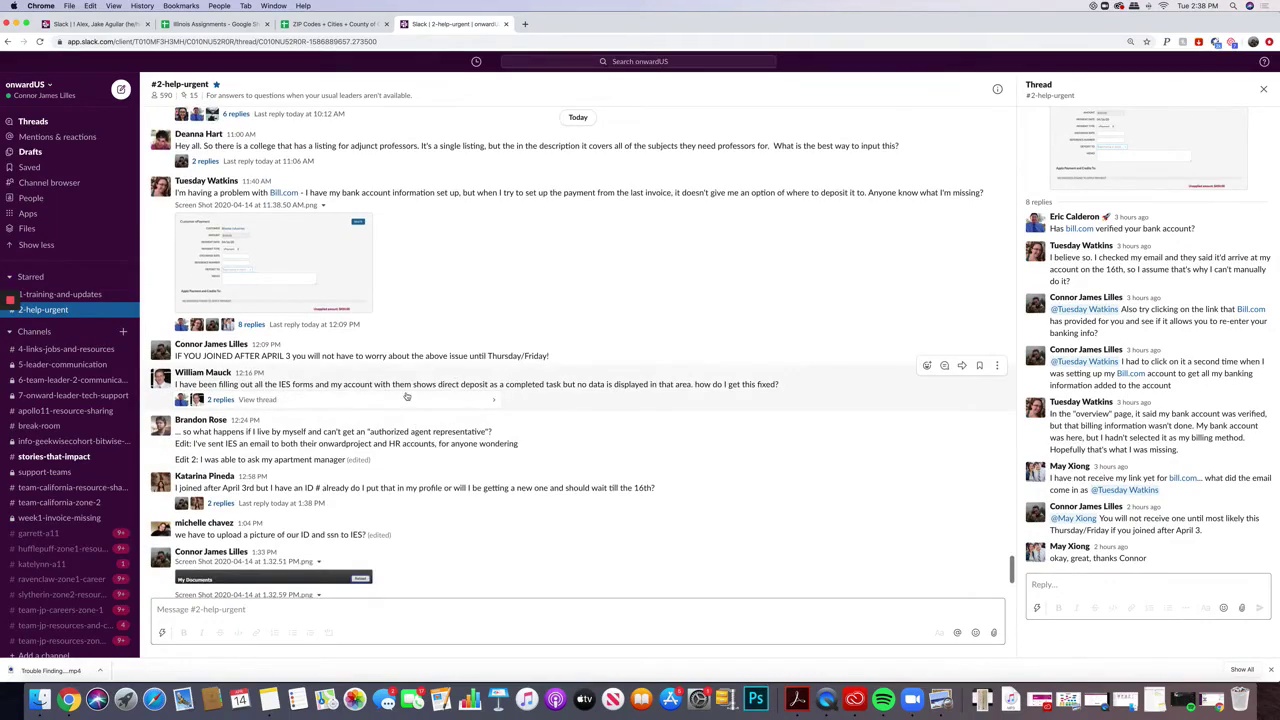 Chrome File Edit View History Bookmarks People Tab Window Help
Tue 2:38 PM
Slack | ! Alex, Jake Aguilar (he/h
Illinois Assignments - Google Sh
ZIP Codes + Cities + County of
Slack | 2-help-urgent | onwardUS
app.slack.com/client/T010MF3H3MH/C010NU52R0R/thread/C010NU52R0R-1586889657.273500
Search onwardUS
onwardUS
Connor James Lilles
Threads
Mentions & reactions
Drafts
Saved
Channel browser
People
Apps
Files
Show less
Starred
1-training-and-updates
2-help-urgent
Channels
# 4-links-jobs-and-resources
5-leader-communication
# 6-team-leader-2-communica...
# 7-onward-leader-tech-support
# apollo11-resource-sharing
# break-room
info-geekwisecohort-bitwise-...
stories-that-impact
support-teams
# team-california-resource-sha...
# team-california-zone-2
week1-invoice-missing
# garrett-a11 9+
# hufflepuff-zone1-resou... 9+
# katelynn-a11 1
# ravenclaw-zone1-career 9+
# slytherin-zone2-resour... 9+
# team-jp-careers-zone-1 9+
# team-jp-resources-and-c... 4
# team-jp-resources-zon... 9+
Add a channel
#2-help-urgent
590 | 15 | For answers to questions when your usual leaders aren't available.
6 replies Last reply today at 10:12 AM
Today
Deanna Hart 11:00 AM
Hey all. So there is a college that has a listing for adjunct professors. It's a single listing, but the in the description it covers all of the subjects they need professors for. What is the best way to input this?
2 replies Last reply today at 11:06 AM
Tuesday Watkins 11:40 AM
I'm having a problem with Bill.com - I have my bank account information set up, but when I try to set up the payment from the last invoice, it doesn't give me an option of where to deposit it to. Anyone know what I'm missing?
Screen Shot 2020-04-14 at 11.38.50 AM.png
8 replies Last reply today at 12:09 PM
Connor James Lilles 12:09 PM
IF YOU JOINED AFTER APRIL 3 you will not have to worry about the above issue until Thursday/Friday!
William Mauck 12:16 PM
I have been filling out all the IES forms and my account with them shows direct deposit as a completed task but no data is displayed in that area. how do I get this fixed?
2 replies View thread
Brandon Rose 12:24 PM
... so what happens if I live by myself and can't get an "authorized agent representative"?
Edit: I've sent IES an email to both their onwardproject and HR accounts, for anyone wondering
Edit 2: I was able to ask my apartment manager (edited)
Katarina Pineda 12:58 PM
I joined after April 3rd but I have an ID # already do I put that in my profile or will I be getting a new one and should wait till the 16th?
2 replies Last reply today at 1:38 PM
michelle chavez 1:04 PM
we have to upload a picture of our ID and ssn to IES? (edited)
Connor James Lilles 1:33 PM
Screen Shot 2020-04-14 at 1.32.51 PM.png
My Documents
Screen Shot 2020-04-14 at 1.32.59 PM.png
Message #2-help-urgent
Thread
#2-help-urgent
8 replies
Eric Calderon 3 hours ago
Has bill.com verified your bank account?
Tuesday Watkins 3 hours ago
I believe so. I checked my email and they said they'd arrive at my
account on the 16th, so I assume that's why I can't manually
do it?
Connor James Lilles 3 hours ago
@Tuesday Watkins Also try clicking on the link that Bill.com
has provided for you and see if it allows you to re-enter your
banking info?
Connor James Lilles 3 hours ago
@Tuesday Watkins I had to click on it a second time when I
was setting up my Bill.com account to get all my banking
information added to the account
Tuesday Watkins 3 hours ago
In the "overview" page, it said my bank account was verified,
but that billing information wasn't done. My bank account
was here, but I hadn't selected it as my billing method.
Hopefully that's what I was missing.
May Xiong 3 hours ago
I have not receive my link yet for bill.com... what did the email
come in as @Tuesday Watkins
Connor James Lilles 2 hours ago
@May Xiong You will not receive one until most likely this
Thursday/Friday if you joined after April 3.
May Xiong 2 hours ago
okay, great, thanks Connor
Reply...
Trouble Finding....mp4
Show All